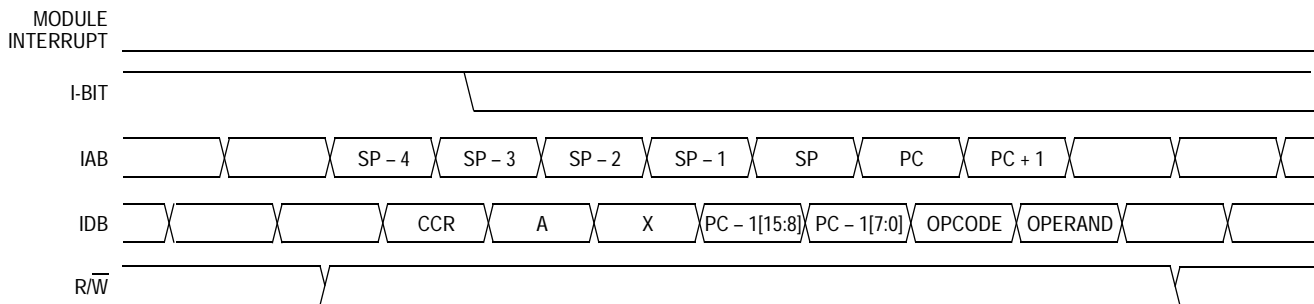 MODULE
INTERRUPT
I-BIT
IAB SP – 4 SP – 3 SP – 2 SP – 1 SP PC PC + 1
IDB CCR A X PC – 1[15:8] PC – 1[7:0] OPCODE OPERAND
R/W̅